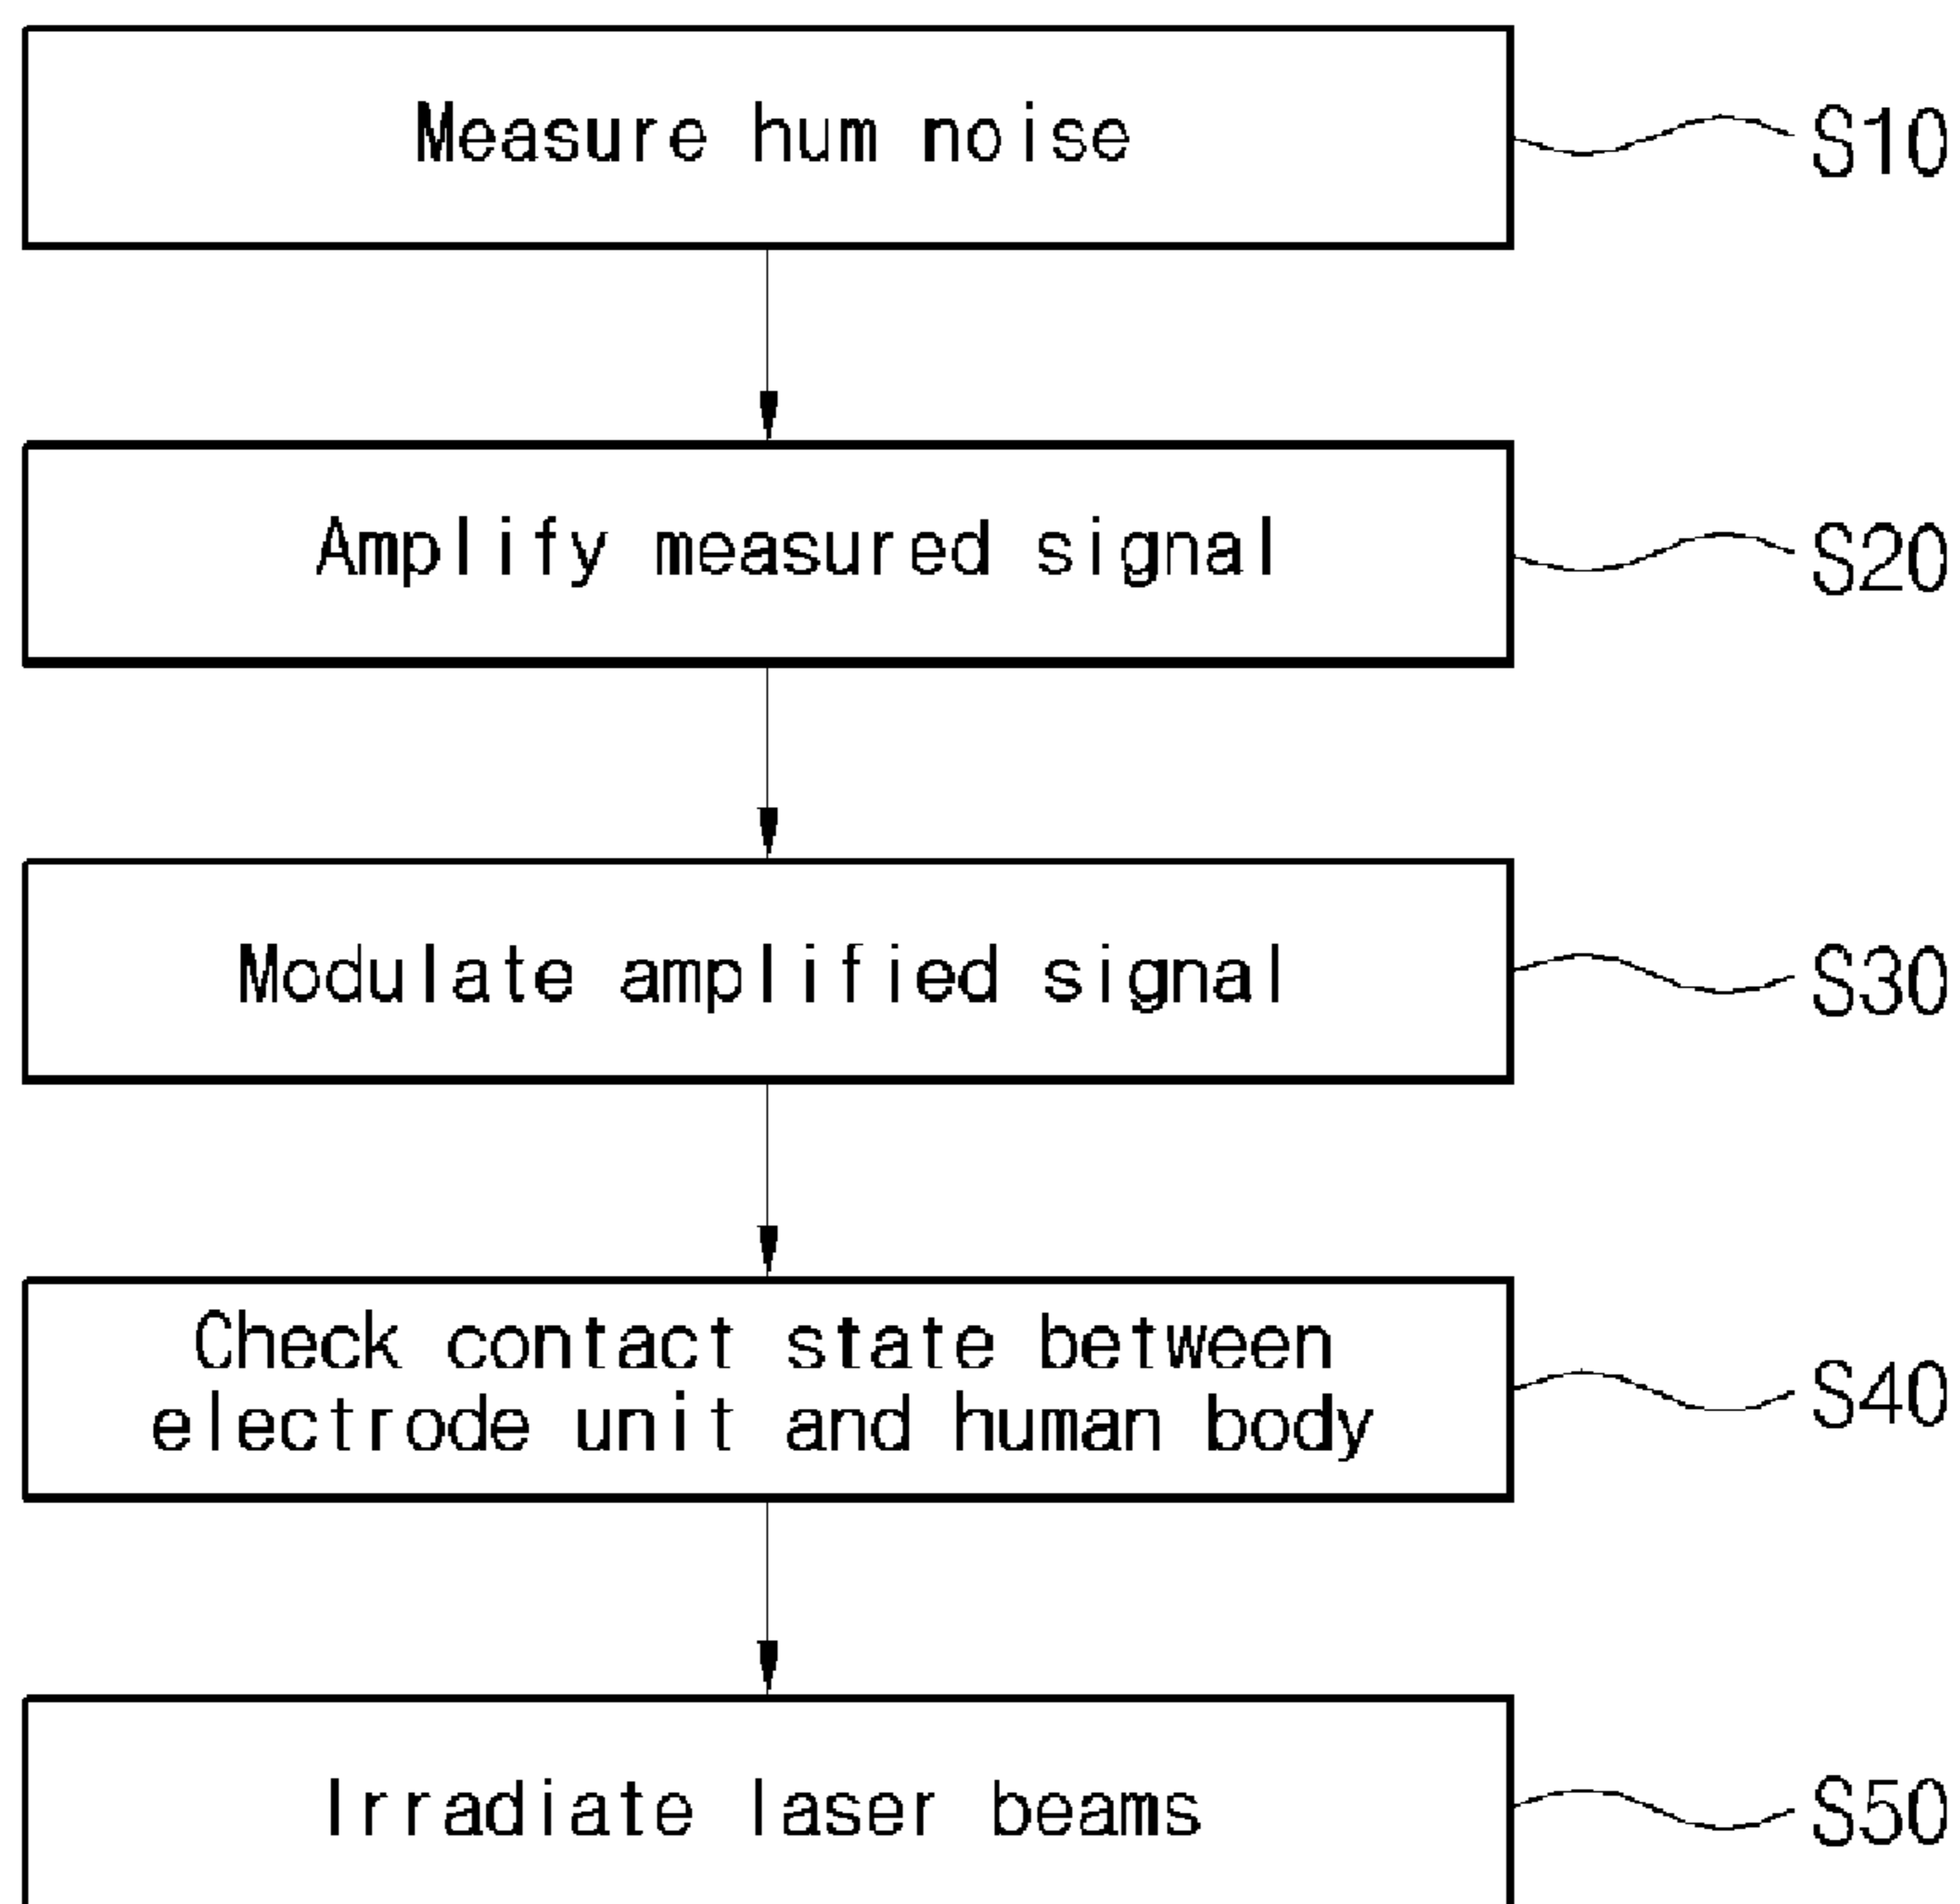 Measure hum noise
S10
Amplify measured signal
S20
Modulate amplified signal
S30
Check contact state between
electrode unit and human body
S40
Irradiate laser beams
S50